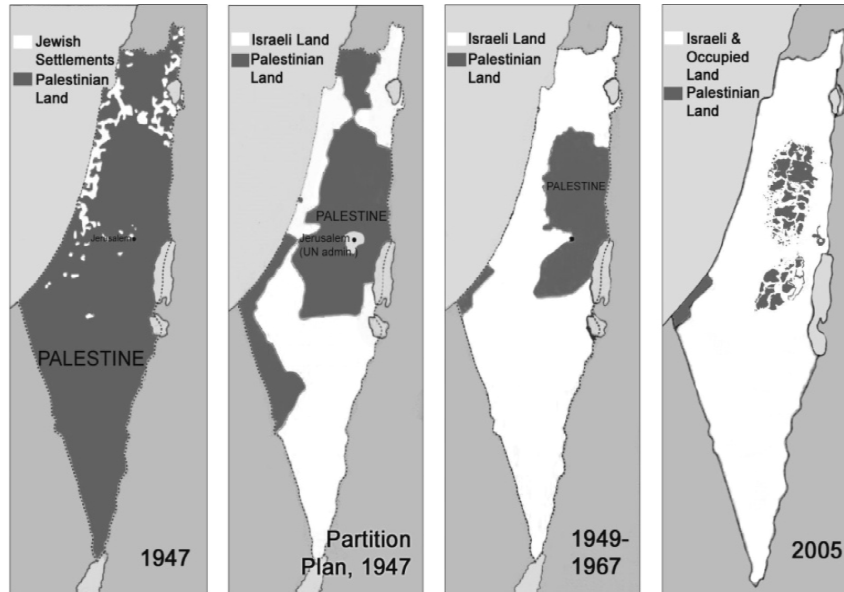 Jewish
Settlements
Palestinian
Land
Jerusalem
PALESTINE
1947
Israeli Land
Palestinian
Land
PALESTINE
Jerusalem
(UN admin.)
Partition
Plan, 1947
Israeli Land
Palestinian
Land
PALESTINE
1949-
1967
Israeli &
Occupied
Land
Palestinian
Land
2005